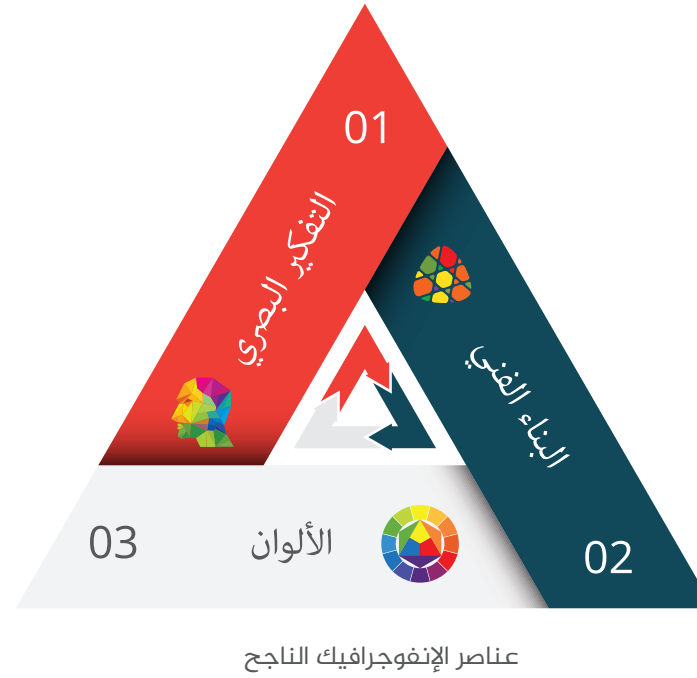 01
التفكير البصري
البناء الفني
02
الألوان
03
عناصر الإنفوجرافيك الناجح